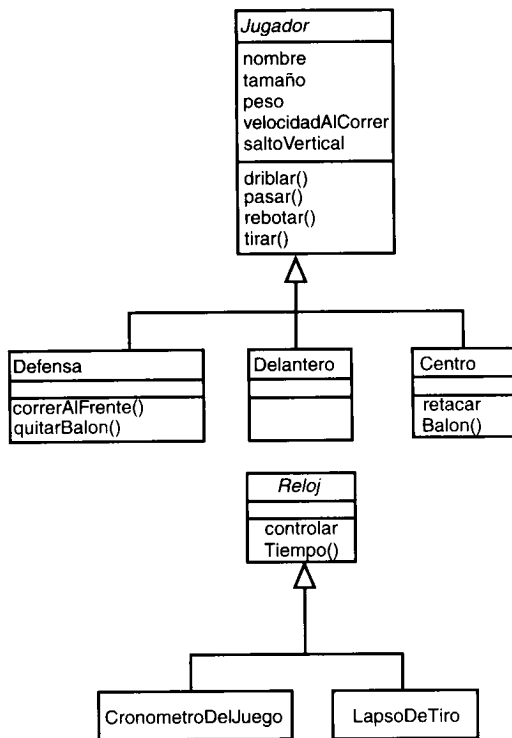 Jugador
nombre
tamaño
peso
velocidadAlCorrer
saltoVertical
driblar()
pasar()
rebotar()
tirar()
Defensa
correrAlFrente()
quitarBalon()
Delantero
Centro
retacar
Balon()
Reloj
controlar
Tiempo()
CronometroDelJuego
LapsoDeTiro